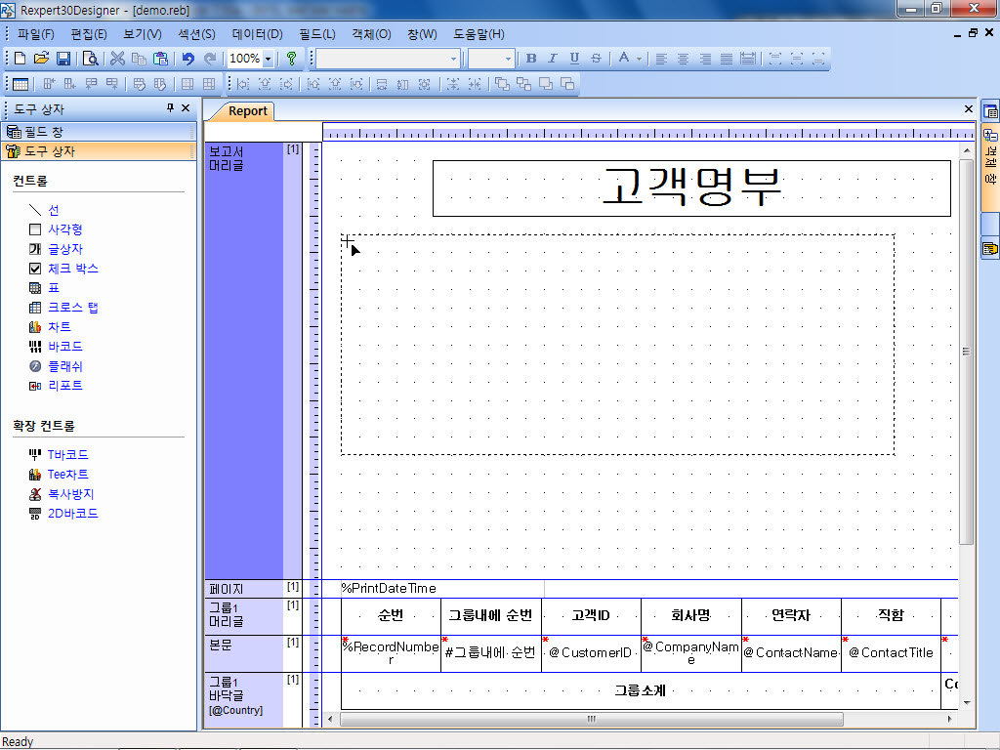 Rexpert30Designer - [demo.reb]
파일(F) 편집(E) 보기(V) 섹션(S) 데이터(D) 필드(L) 객체(O) 창(W) 도움말(H)
100% B I U S A
도구 상자
필드 창
도구 상자
컨트롤
선
사각형
글상자
체크 박스
표
크로스 탭
차트
바코드
플래쉬
리포트
확장 컨트롤
T바코드
Tee차트
복사방지
2D바코드
Report
보고서 [1]
머리글
고객명부
페이지 [1] %PrintDateTime
그룹1 [1]
머리글
순번 그룹내에 순번 고객ID 회사명 연락자 직함
본문 [1]
%RecordNumbe
r
#그룹내에 순번 @CustomerID @CompanyNam
e
@ContactName @ContactTitle
그룹1 [1]
바닥글
[@Country]
그룹소계
객체 창
Ready